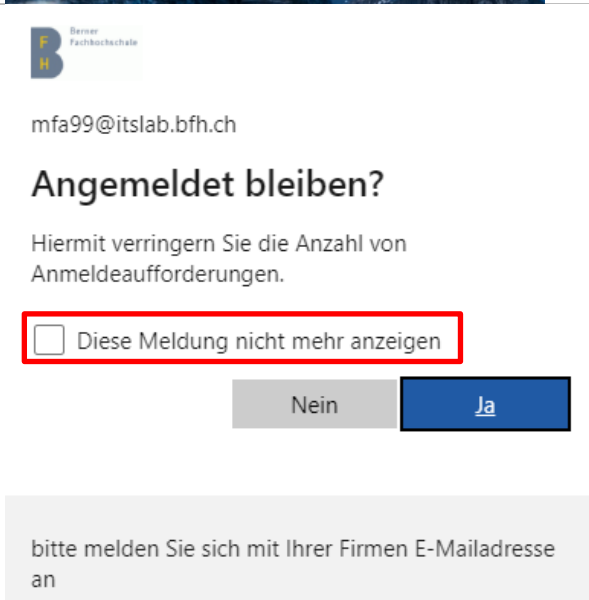 F
B
H
Berner
Fachhochschule
mfa99@itslab.bfh.ch
Angemeldet bleiben?
Hiermit verringern Sie die Anzahl von
Anmeldeaufforderungen.
Diese Meldung nicht mehr anzeigen
Nein
Ja
bitte melden Sie sich mit Ihrer Firmen E-Mailadresse
an